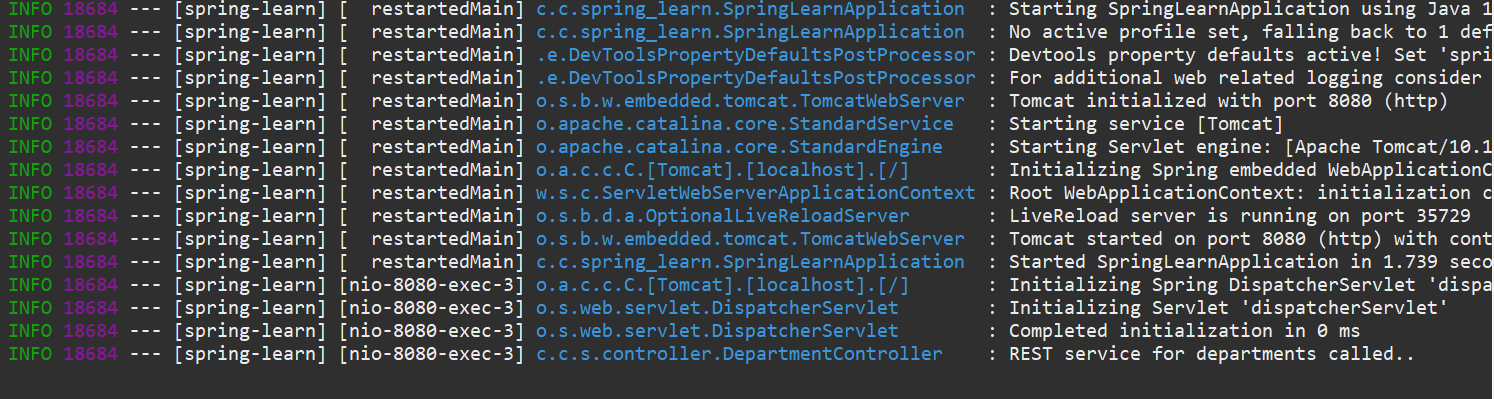 INFO 18684 --- [spring-learn] [  restartedMain] c.c.spring_learn.SpringLearnApplication  : Starting SpringLearnApplication using Java 1
INFO 18684 --- [spring-learn] [  restartedMain] c.c.spring_learn.SpringLearnApplication  : No active profile set, falling back to 1 def
INFO 18684 --- [spring-learn] [  restartedMain] .e.DevToolsPropertyDefaultsPostProcessor : Devtools property defaults active! Set 'spri
INFO 18684 --- [spring-learn] [  restartedMain] .e.DevToolsPropertyDefaultsPostProcessor : For additional web related logging consider
INFO 18684 --- [spring-learn] [  restartedMain] o.s.b.w.embedded.tomcat.TomcatWebServer  : Tomcat initialized with port 8080 (http)
INFO 18684 --- [spring-learn] [  restartedMain] o.apache.catalina.core.StandardService   : Starting service [Tomcat]
INFO 18684 --- [spring-learn] [  restartedMain] o.apache.catalina.core.StandardEngine    : Starting Servlet engine: [Apache Tomcat/10.1
INFO 18684 --- [spring-learn] [  restartedMain] o.a.c.c.C.[Tomcat].[localhost].[/]       : Initializing Spring embedded WebApplicationC
INFO 18684 --- [spring-learn] [  restartedMain] w.s.c.ServletWebServerApplicationContext : Root WebApplicationContext: initialization c
INFO 18684 --- [spring-learn] [  restartedMain] o.s.b.d.a.OptionalLiveReloadServer       : LiveReload server is running on port 35729
INFO 18684 --- [spring-learn] [  restartedMain] o.s.b.w.embedded.tomcat.TomcatWebServer  : Tomcat started on port 8080 (http) with cont
INFO 18684 --- [spring-learn] [  restartedMain] c.c.spring_learn.SpringLearnApplication  : Started SpringLearnApplication in 1.739 seco
INFO 18684 --- [spring-learn] [nio-8080-exec-3] o.a.c.c.C.[Tomcat].[localhost].[/]       : Initializing Spring DispatcherServlet 'dispa
INFO 18684 --- [spring-learn] [nio-8080-exec-3] o.s.web.servlet.DispatcherServlet        : Initializing Servlet 'dispatcherServlet'
INFO 18684 --- [spring-learn] [nio-8080-exec-3] o.s.web.servlet.DispatcherServlet        : Completed initialization in 0 ms
INFO 18684 --- [spring-learn] [nio-8080-exec-3] c.c.s.controller.DepartmentController    : REST service for departments called..